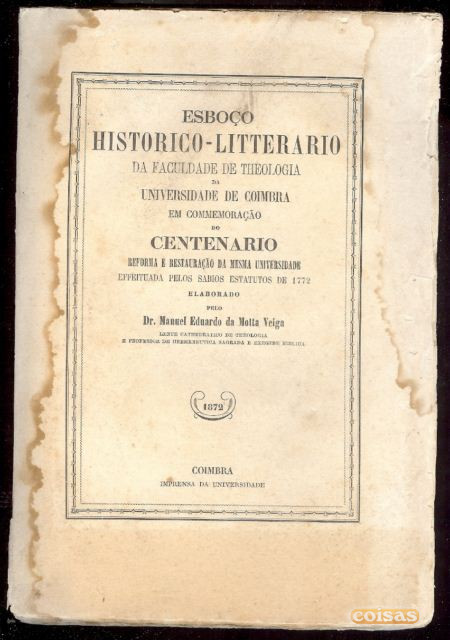 ESBOÇO
HISTORICO-LITTERARIO
DA FACULDADE DE THEOLOGIA
DA
UNIVERSIDADE DE COIMBRA
EM COMMEMORAÇÃO
DO
CENTENARIO
REFORMA E RESTAURAÇÃO DA MESMA UNIVERSIDADE
EFFEITUADA PELOS SABIOS ESTATUTOS DE 1772
ELABORADO
PELO
Dr. Manuel Eduardo da Motta Veiga
LENTE CATHEDRATICO DE THEOLOGIA
E PROFESSOR DE HERMENEUTICA SAGRADA E EXEGESE BIBLICA
1872
COIMBRA
IMPRENSA DA UNIVERSIDADE
coisas